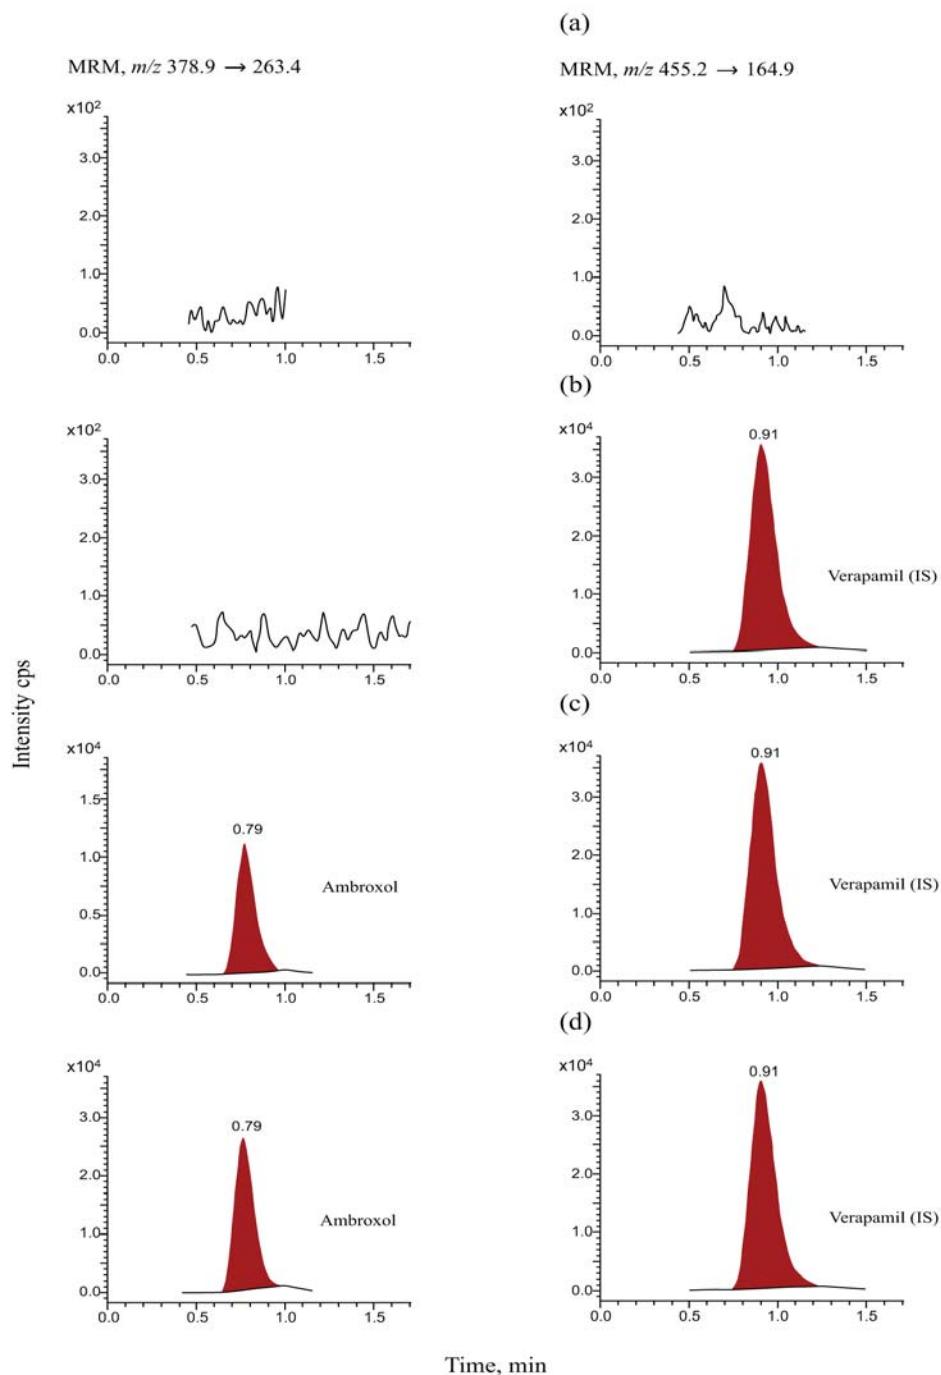 (a)
MRM, m/z 378.9 → 263.4
MRM, m/z 455.2 → 164.9
x10²
3.0
2.0
1.0
0.0
0.0 0.5 1.0 1.5
x10²
3.0
2.0
1.0
0.0
0.0 0.5 1.0 1.5
(b)
x10²
3.0
2.0
1.0
0.0
0.0 0.5 1.0 1.5
x10⁴
0.91
3.0
2.0
1.0
0.0
Verapamil (IS)
0.0 0.5 1.0 1.5
(c)
x10⁴
1.5
1.0
0.5
0.0
0.79
Ambroxol
0.0 0.5 1.0 1.5
x10⁴
0.91
3.0
2.0
1.0
0.0
Verapamil (IS)
0.0 0.5 1.0 1.5
(d)
x10⁴
3.0
2.0
1.0
0.0
0.79
Ambroxol
0.0 0.5 1.0 1.5
x10⁴
0.91
3.0
2.0
1.0
0.0
Verapamil (IS)
0.0 0.5 1.0 1.5
Intensity cps
Time, min